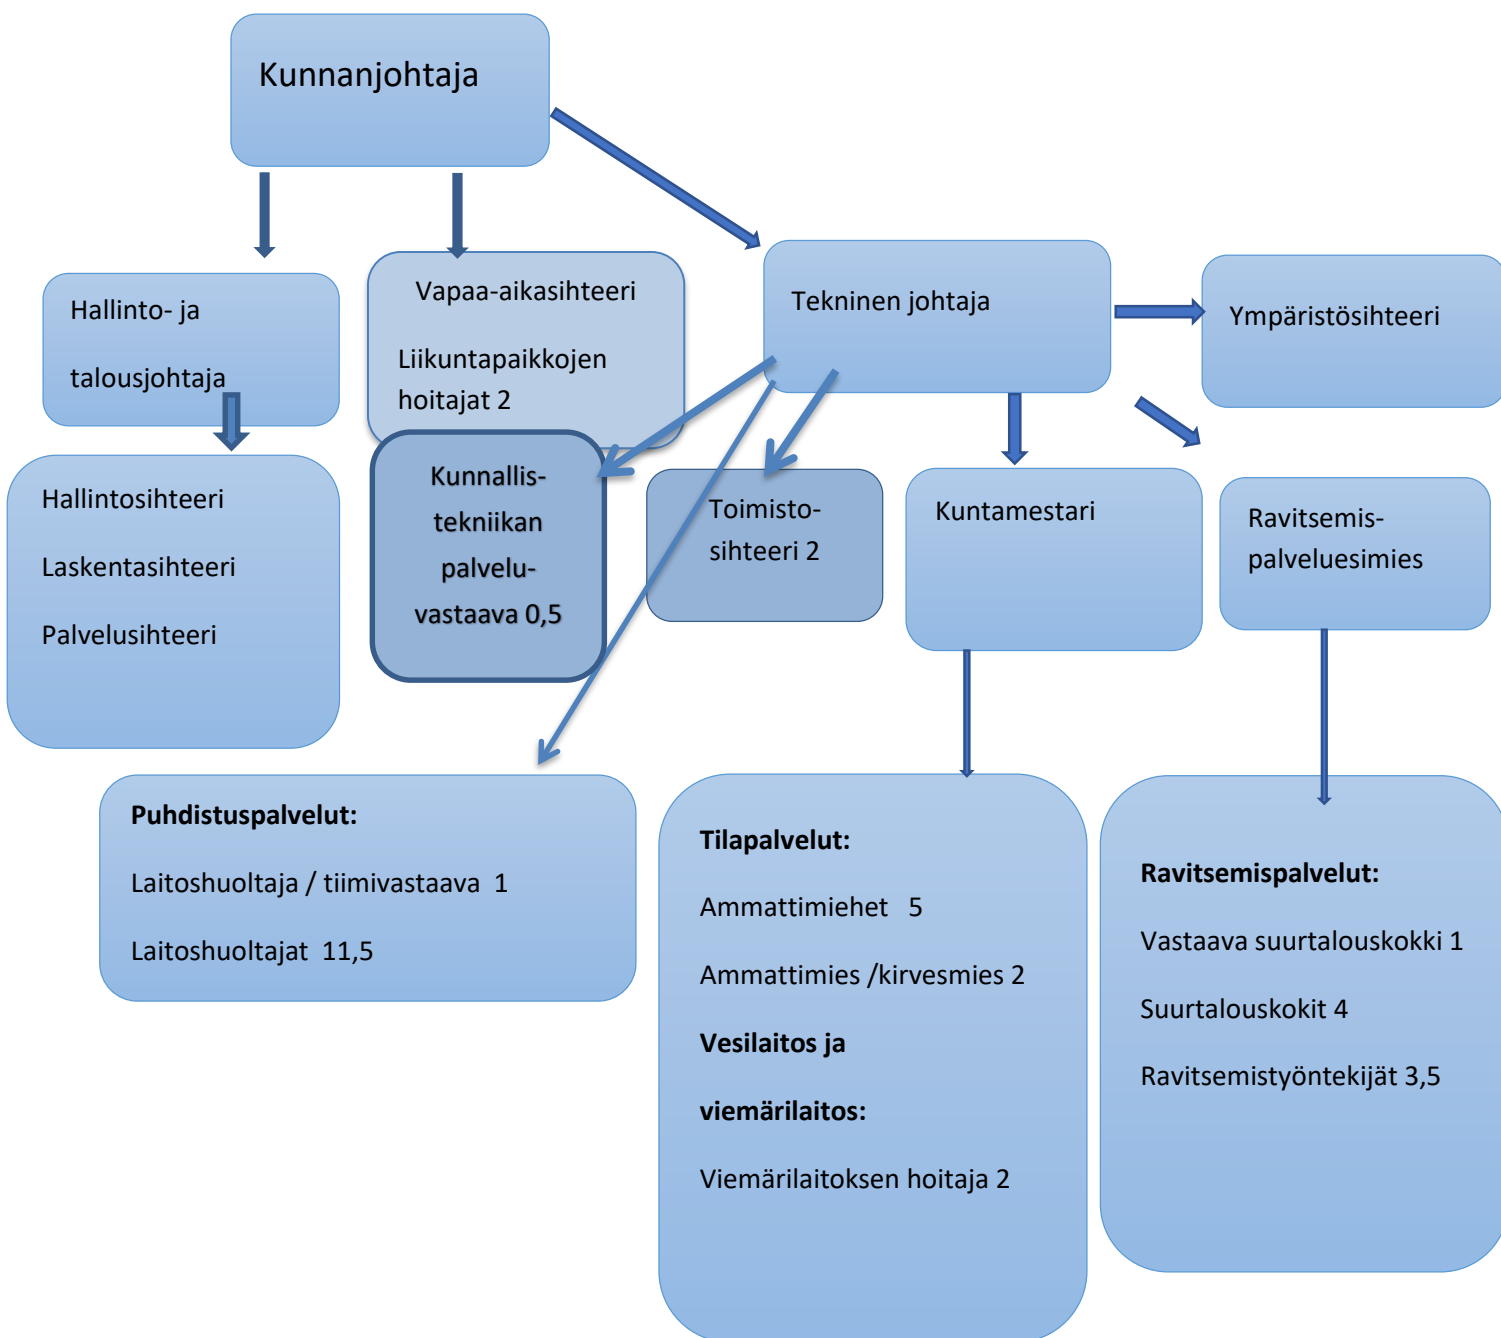 Kunnanjohtaja
Hallinto- ja
talousjohtaja
Vapaa-aikasihteeri
Liikuntapaikkojen
hoitajat 2
Tekninen johtaja
Ympäristösihteeri
Hallintosihteeri
Laskentasihteeri
Palvelusihteeri
Kunnallis-
tekniikan
palvelu-
vastaava 0,5
Toimisto-
sihteeri 2
Kuntamestari
Ravitsemis-
palveluesimies
Puhdistuspalvelut:
Laitoshuoltaja / tiimivastaava 1
Laitoshuoltajat 11,5
Tilapalvelut:
Ammattimiehet 5
Ammattimies /kirvesmies 2
Vesilaitos ja
viemärilaitos:
Viemärilaitoksen hoitaja 2
Ravitsemispalvelut:
Vastaava suurtalouskokki 1
Suurtalouskokit 4
Ravitsemistyöntekijät 3,5